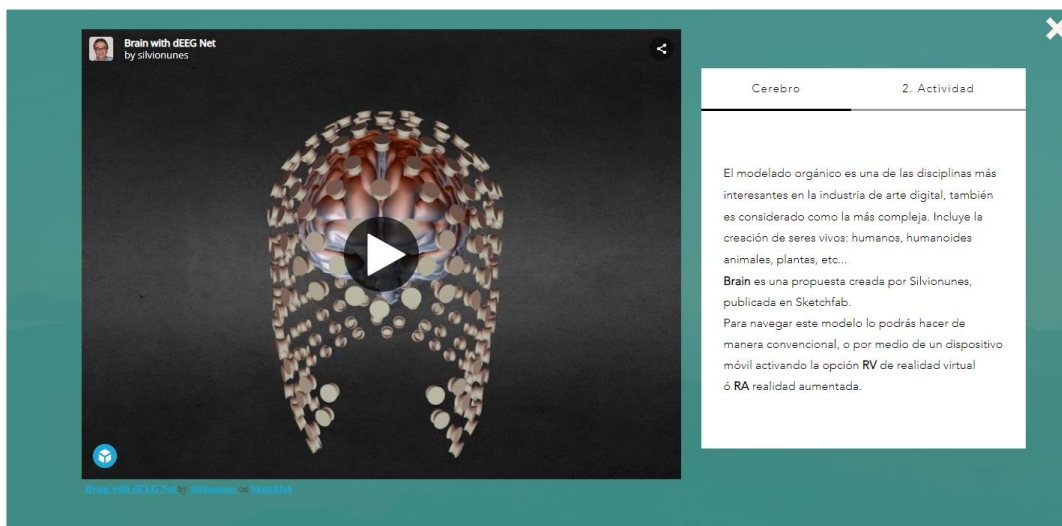 Brain with dEEG Net
by silvionunes
Brain with dEEG Net by silvionunes on Sketchfab
Cerebro
2. Actividad
El modelado orgánico es una de las disciplinas más
interesantes en la industria de arte digital, también
es considerado como la más compleja. Incluye la
creación de seres vivos: humanos, humanoides
animales, plantas, etc...
Brain es una propuesta creada por Silvionunes,
publicada en Sketchfab.
Para navegar este modelo lo podrás hacer de
manera convencional, o por medio de un dispositivo
móvil activando la opción RV de realidad virtual
ó RA realidad aumentada.